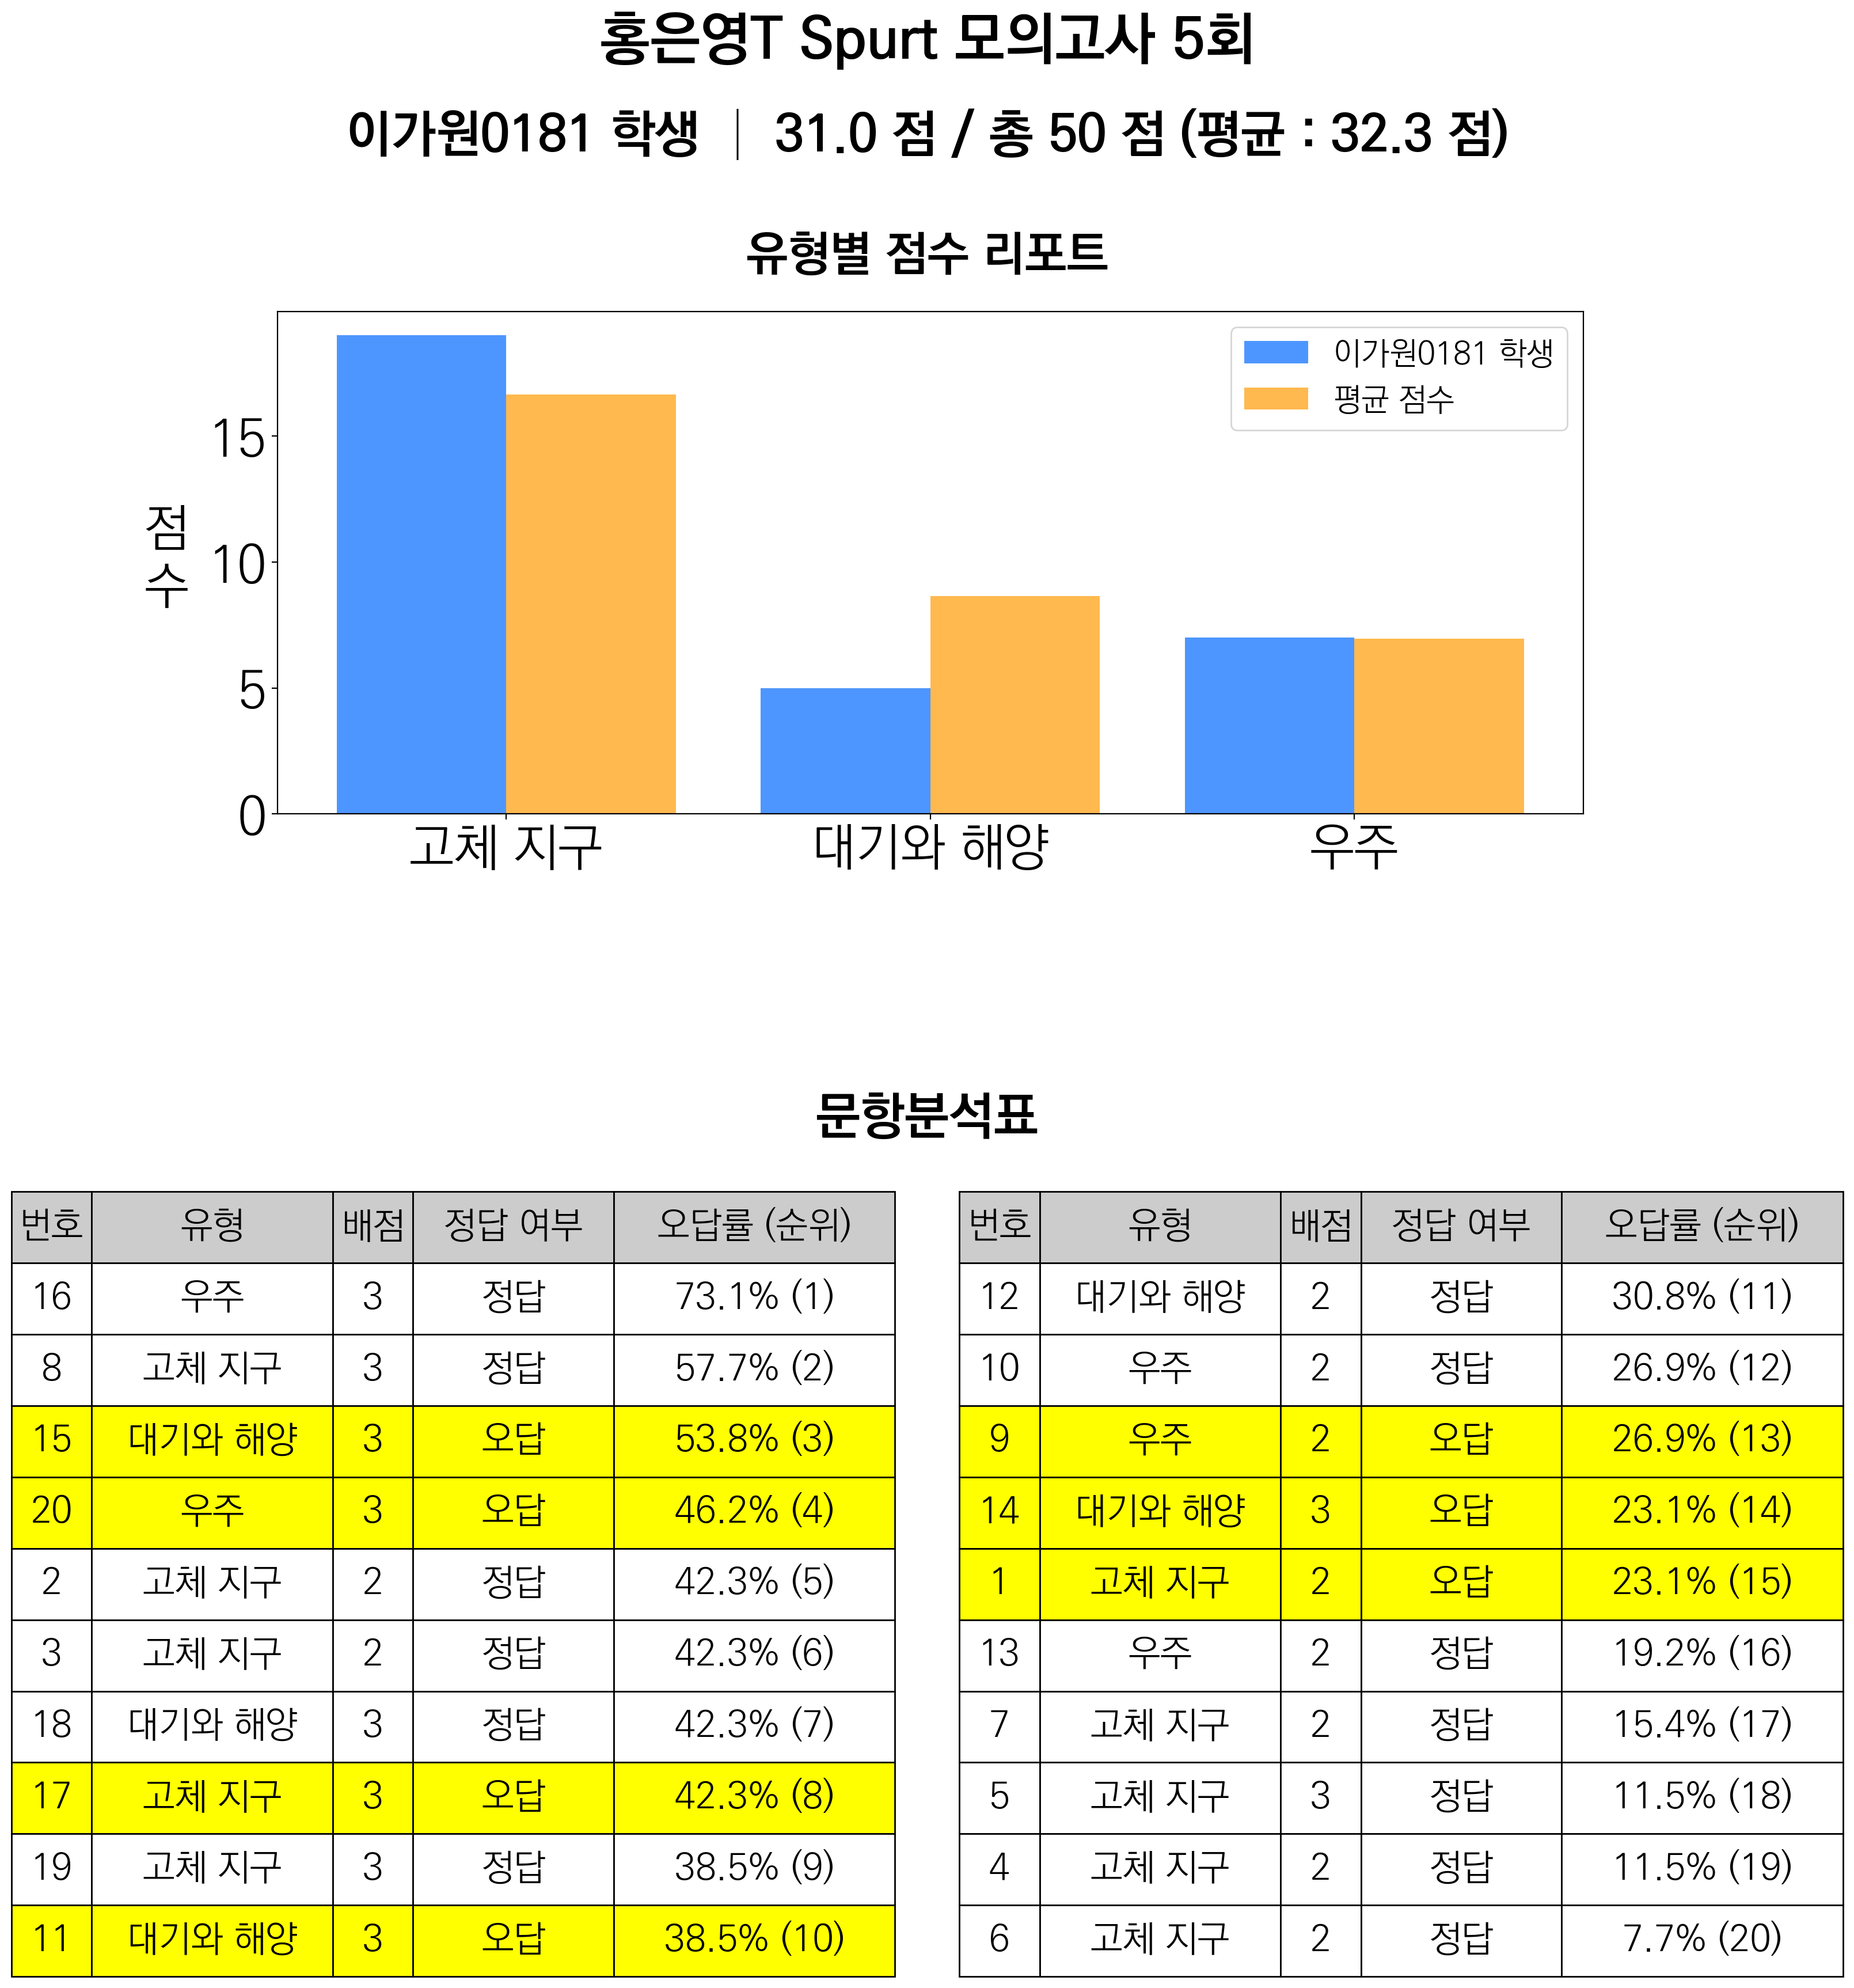 홍은영T Spurt 모의고사 5회
이가원0181 학생 | 31.0 점 / 총 50 점 (평균 : 32.3 점)
유형별 점수 리포트
이가원0181 학생
평균 점수
점
수
15
10
5
0
고체 지구 대기와 해양 우주
문항분석표
번호 유형 배점 정답 여부 오답률 (순위)
16 우주 3 정답 73.1% (1)
8 고체 지구 3 정답 57.7% (2)
15 대기와 해양 3 오답 53.8% (3)
20 우주 3 오답 46.2% (4)
2 고체 지구 2 정답 42.3% (5)
3 고체 지구 2 정답 42.3% (6)
18 대기와 해양 3 정답 42.3% (7)
17 고체 지구 3 오답 42.3% (8)
19 고체 지구 3 정답 38.5% (9)
11 대기와 해양 3 오답 38.5% (10)
번호 유형 배점 정답 여부 오답률 (순위)
12 대기와 해양 2 정답 30.8% (11)
10 우주 2 정답 26.9% (12)
9 우주 2 오답 26.9% (13)
14 대기와 해양 3 오답 23.1% (14)
1 고체 지구 2 오답 23.1% (15)
13 우주 2 정답 19.2% (16)
7 고체 지구 2 정답 15.4% (17)
5 고체 지구 3 정답 11.5% (18)
4 고체 지구 2 정답 11.5% (19)
6 고체 지구 2 정답 7.7% (20)